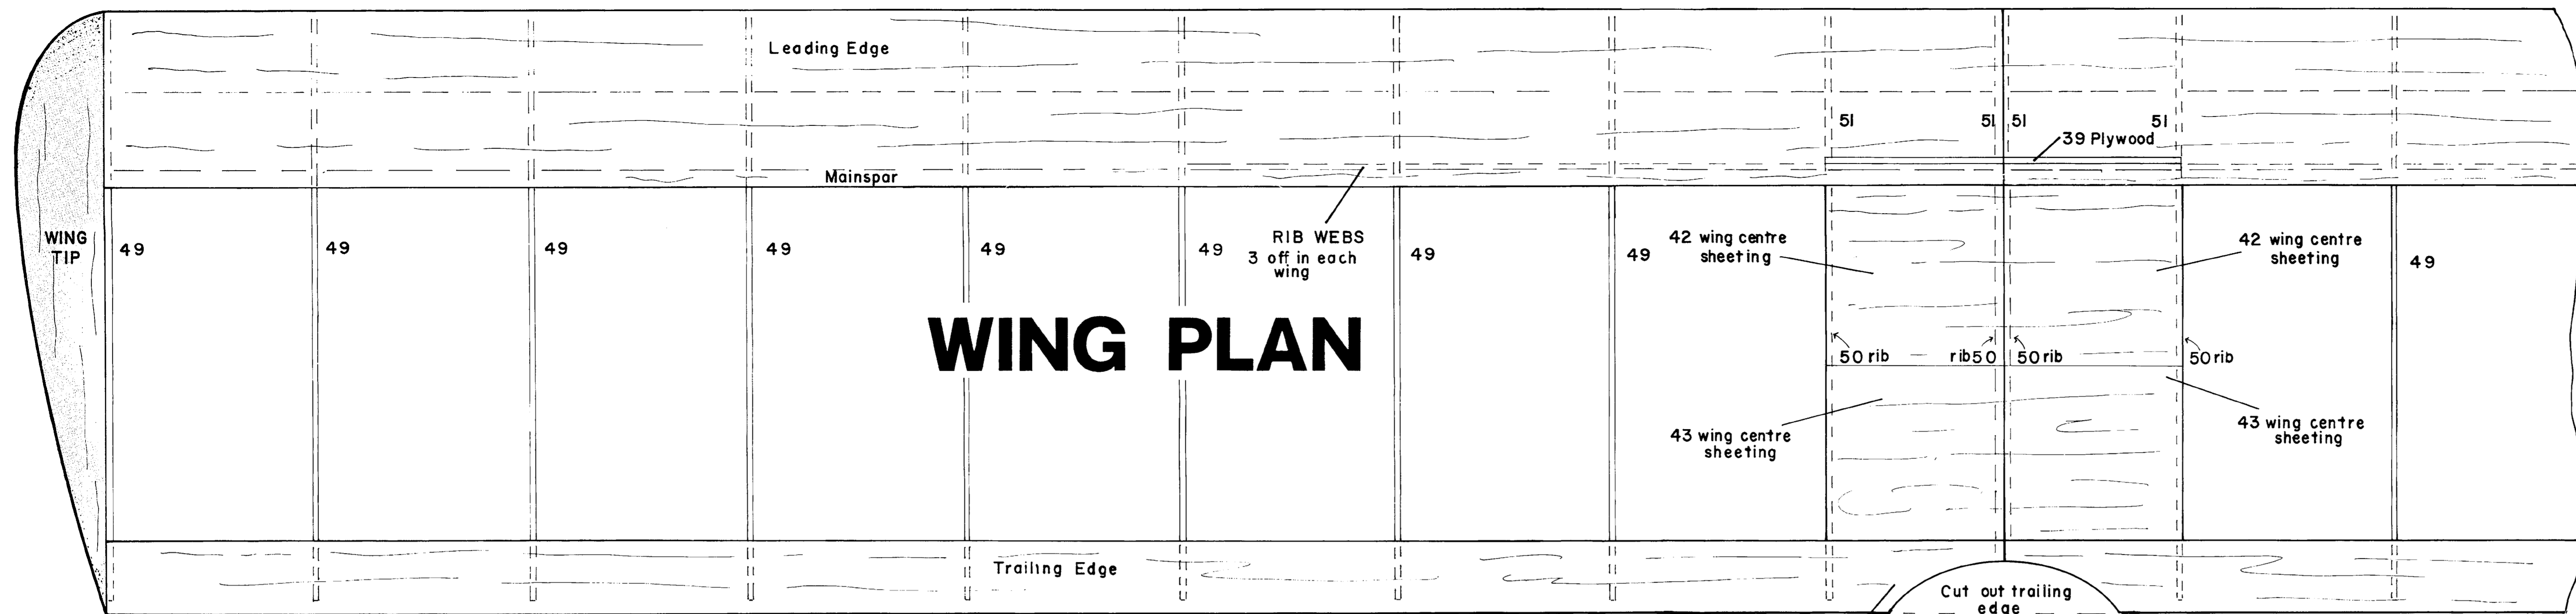 Leading Edge
51 51 51 51
39 Plywood
Mainspar
WING
TIP
49 49 49 49 49 49 49 49
RIB WEBS
3 off in each
wing
42 wing centre
sheeting
42 wing centre
sheeting
49
WING PLAN
50 rib rib50 50 rib 50 rib
43 wing centre
sheeting
43 wing centre
sheeting
Trailing Edge
Cut out trailing
edge